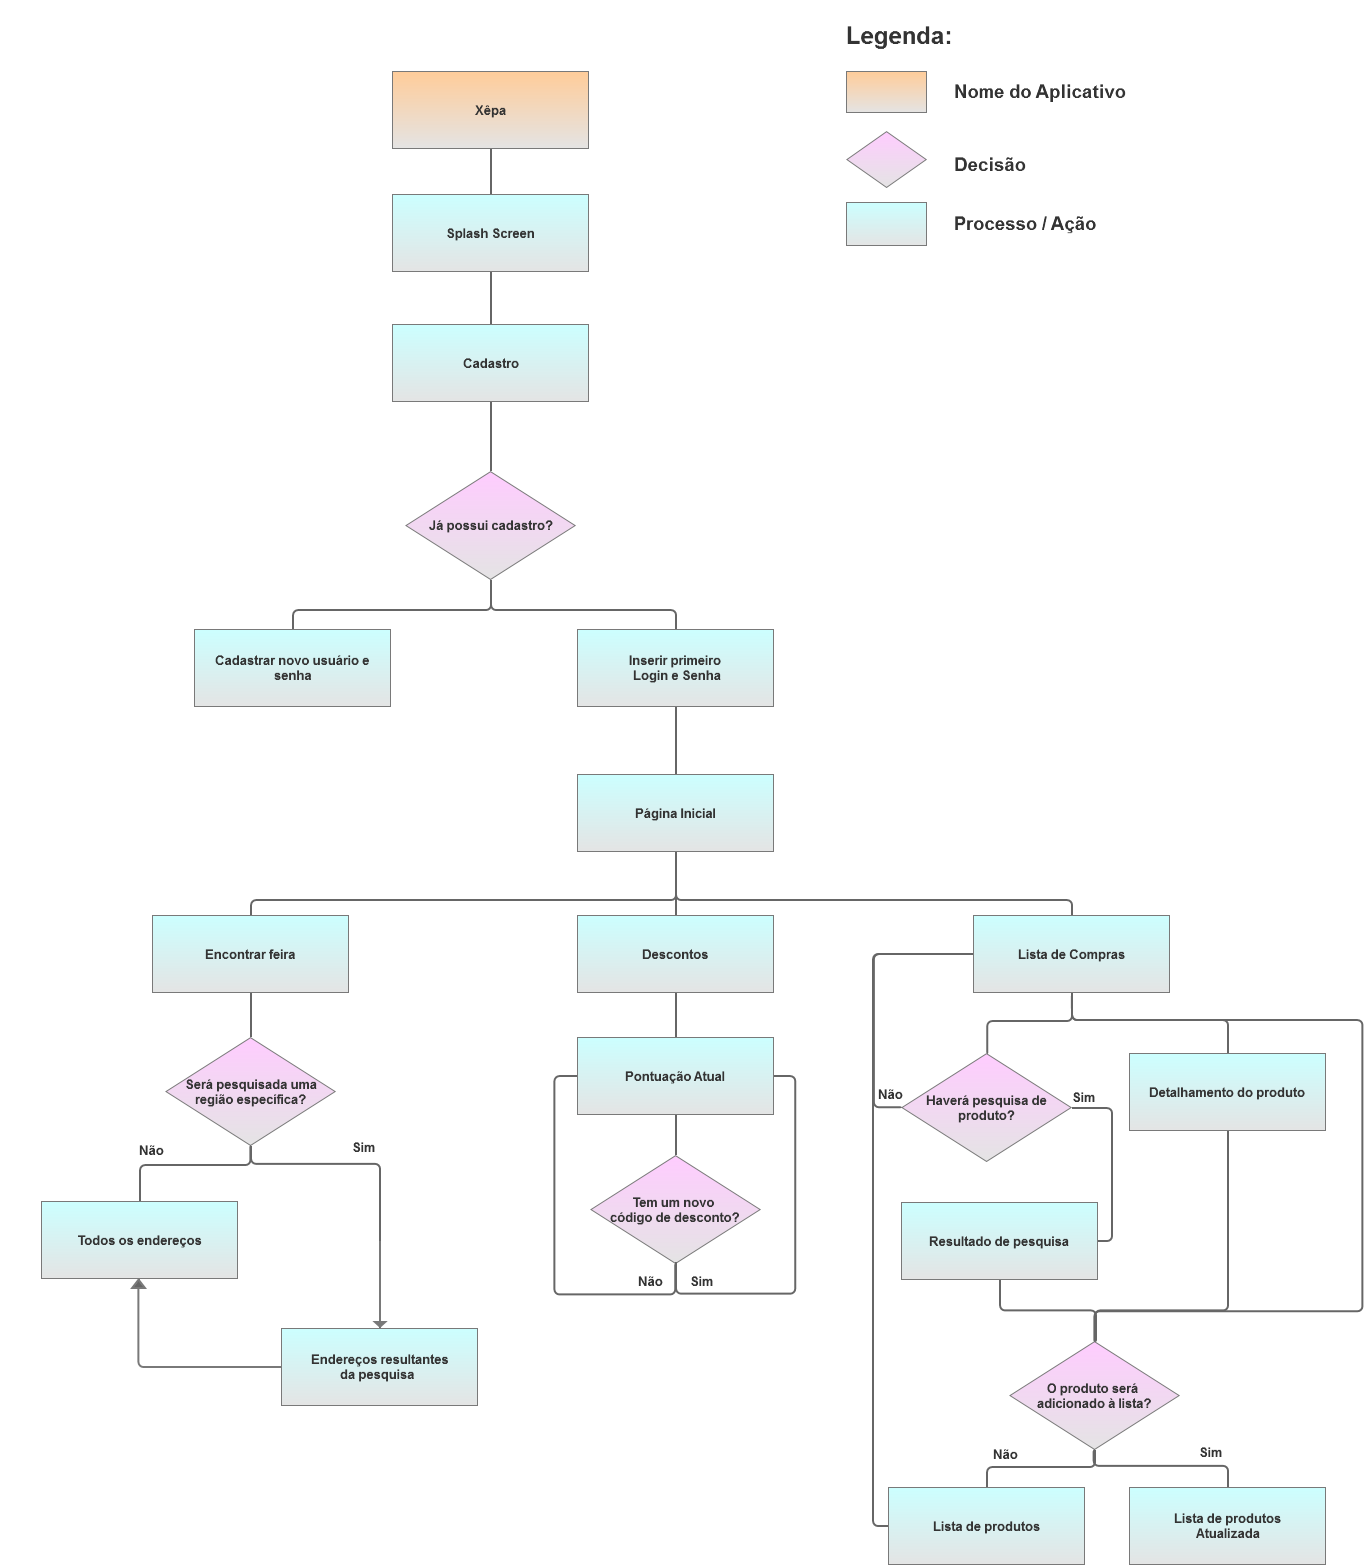 Legenda:
Nome do Aplicativo
Decisão
Processo / Ação
Xêpa
Splash Screen
Cadastro
Já possui cadastro?
Cadastrar novo usuário e
senha
Inserir primeiro
Login e Senha
Página Inicial
Encontrar feira
Descontos
Lista de Compras
Será pesquisada uma
região específica?
Não
Sim
Todos os endereços
Endereços resultantes
da pesquisa
Pontuação Atual
Tem um novo
código de desconto?
Não
Sim
Não
Haverá pesquisa de
produto?
Sim
Detalhamento do produto
Resultado de pesquisa
O produto será
adicionado à lista?
Não
Sim
Lista de produtos
Lista de produtos
Atualizada